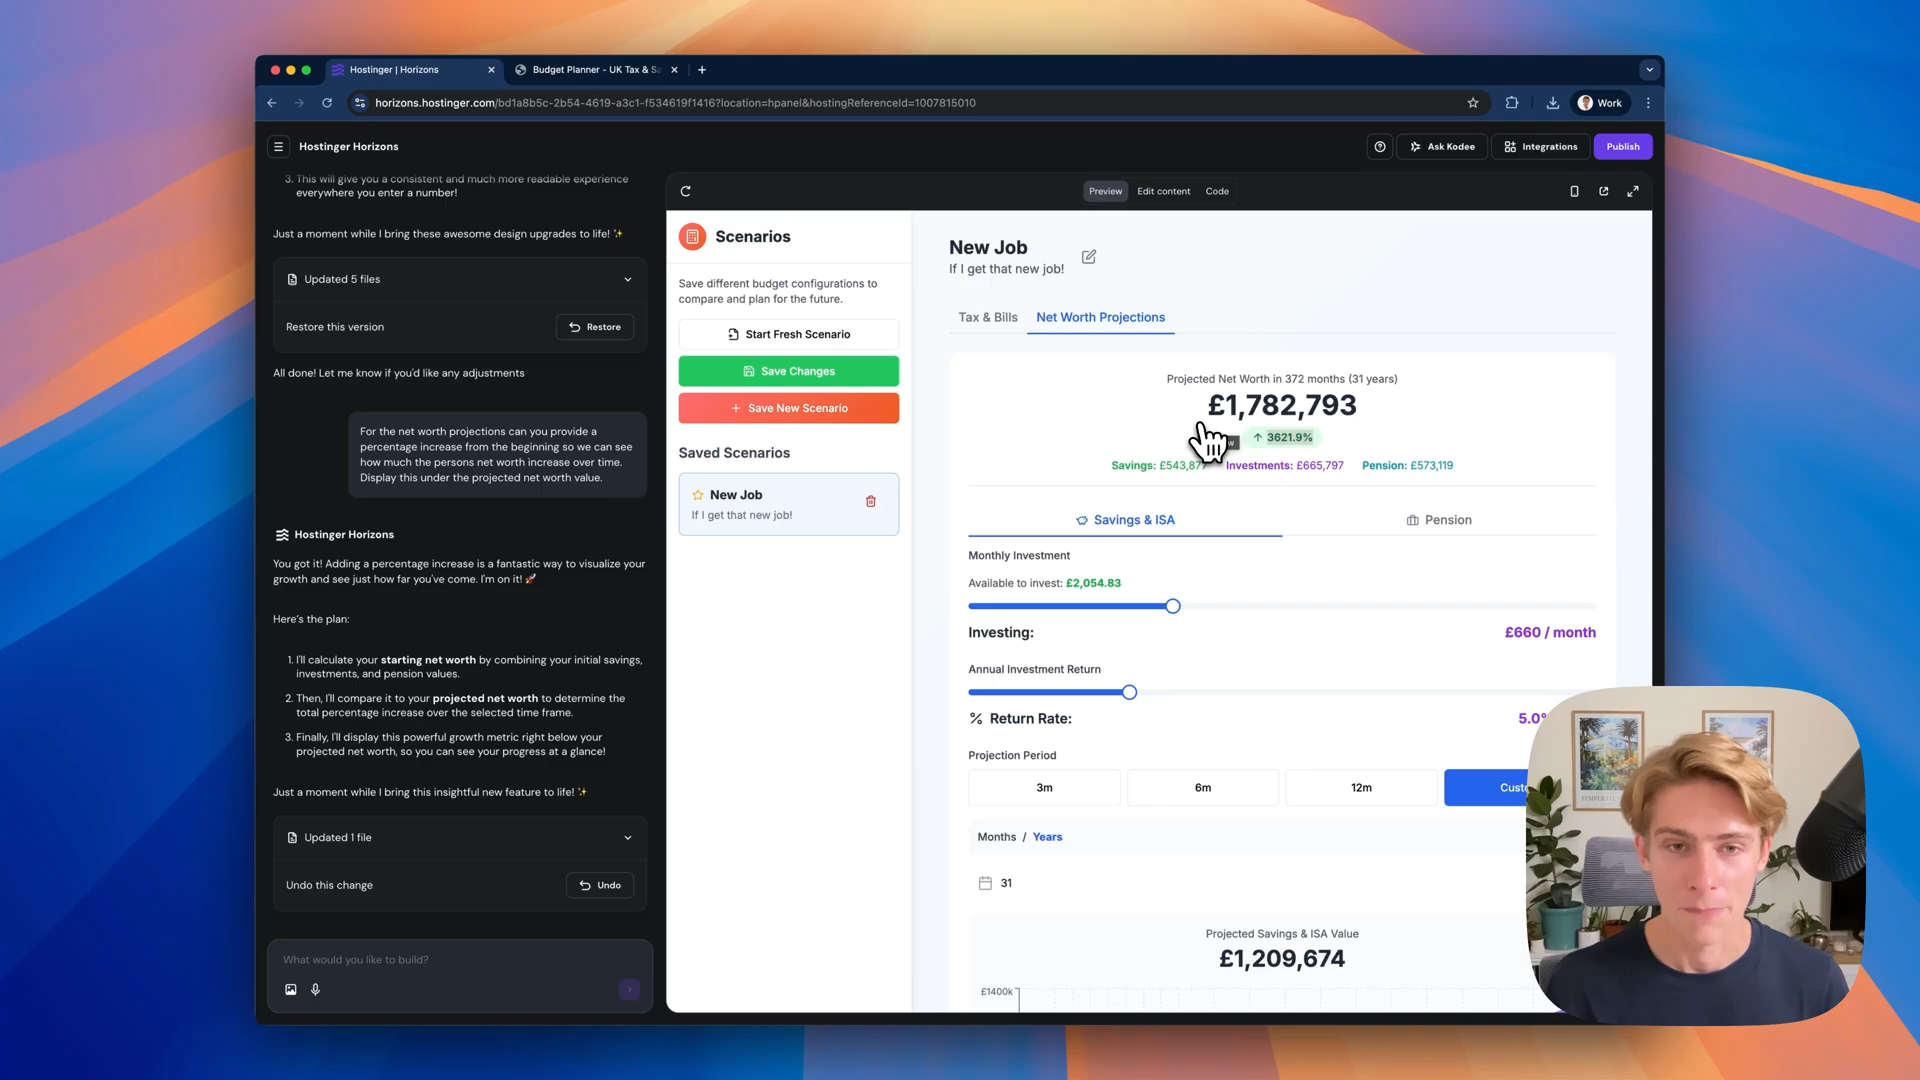 Hostinger | Horizons
Budget Planner - UK Tax & Sa
horizons.hostinger.com/bd1a8b5c-2b54-4619-a3c1-f534619f1416?location=hpanel&hostingReferenceId=1007815010
Work
Hostinger Horizons
Ask Kodee
Integrations
Publish
3. This will give you a consistent and much more readable experience
everywhere you enter a number!
Just a moment while I bring these awesome design upgrades to life! ✨
Updated 5 files
Restore this version
Restore
All done! Let me know if you'd like any adjustments
For the net worth projections can you provide a
percentage increase from the beginning so we can see
how much the persons net worth increase over time.
Display this under the projected net worth value.
Hostinger Horizons
You got it! Adding a percentage increase is a fantastic way to visualize your
growth and see just how far you've come. I'm on it! 🚀
Here's the plan:
1. I'll calculate your starting net worth by combining your initial savings,
investments, and pension values.
2. Then, I'll compare it to your projected net worth to determine the
total percentage increase over the selected time frame.
3. Finally, I'll display this powerful growth metric right below your
projected net worth, so you can see your progress at a glance!
Just a moment while I bring this insightful new feature to life! ✨
Updated 1 file
Undo this change
Undo
What would you like to build?
Preview
Edit content
Code
Scenarios
Save different budget configurations to
compare and plan for the future.
Start Fresh Scenario
Save Changes
+ Save New Scenario
Saved Scenarios
New Job
If I get that new job!
New Job
If I get that new job!
Tax & Bills
Net Worth Projections
Projected Net Worth in 372 months (31 years)
£1,782,793
↑ 3621.9%
Savings: £543,877
Investments: £665,797
Pension: £573,119
Savings & ISA
Pension
Monthly Investment
Available to invest: £2,054.83
Investing:
£660 / month
Annual Investment Return
% Return Rate:
5.0%
Projection Period
3m
6m
12m
Months / Years
31
Projected Savings & ISA Value
£1,209,674
£1400k